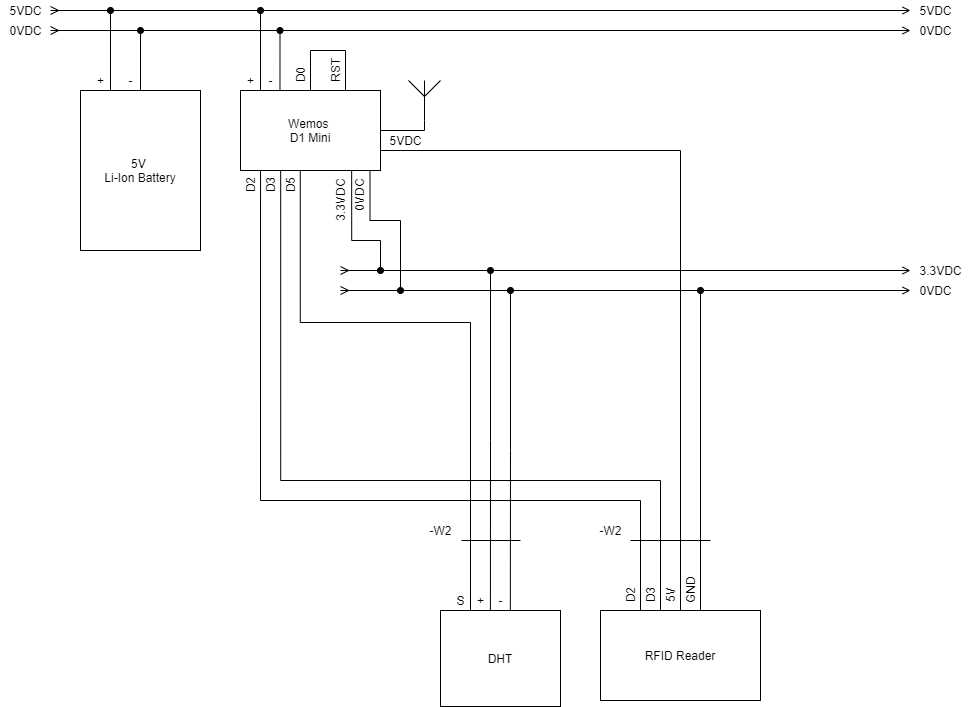 5VDC
5VDC
0VDC
0VDC
+
-
+
-
D0
RST
5V
Li-Ion Battery
Wemos
D1 Mini
5VDC
D2
D3
D5
3.3VDC
0VDC
3.3VDC
0VDC
-W2
-W2
S
+
-
D2
D3
5V
GND
DHT
RFID Reader